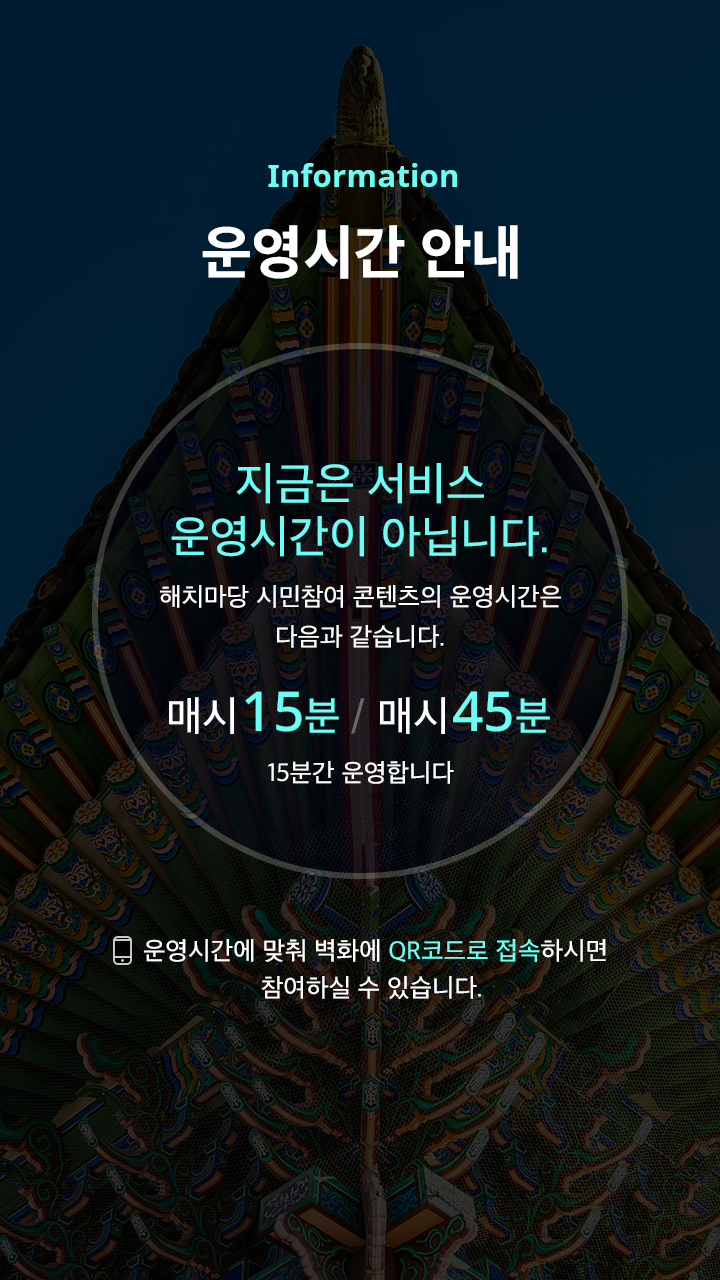 Information
운영시간 안내
지금은 서비스
운영시간이 아닙니다.
해치마당 시민참여 콘텐츠의 운영시간은
다음과 같습니다.
매시15분 / 매시45분
15분간 운영합니다
운영시간에 맞춰 벽화에 QR코드로 접속하시면
참여하실 수 있습니다.